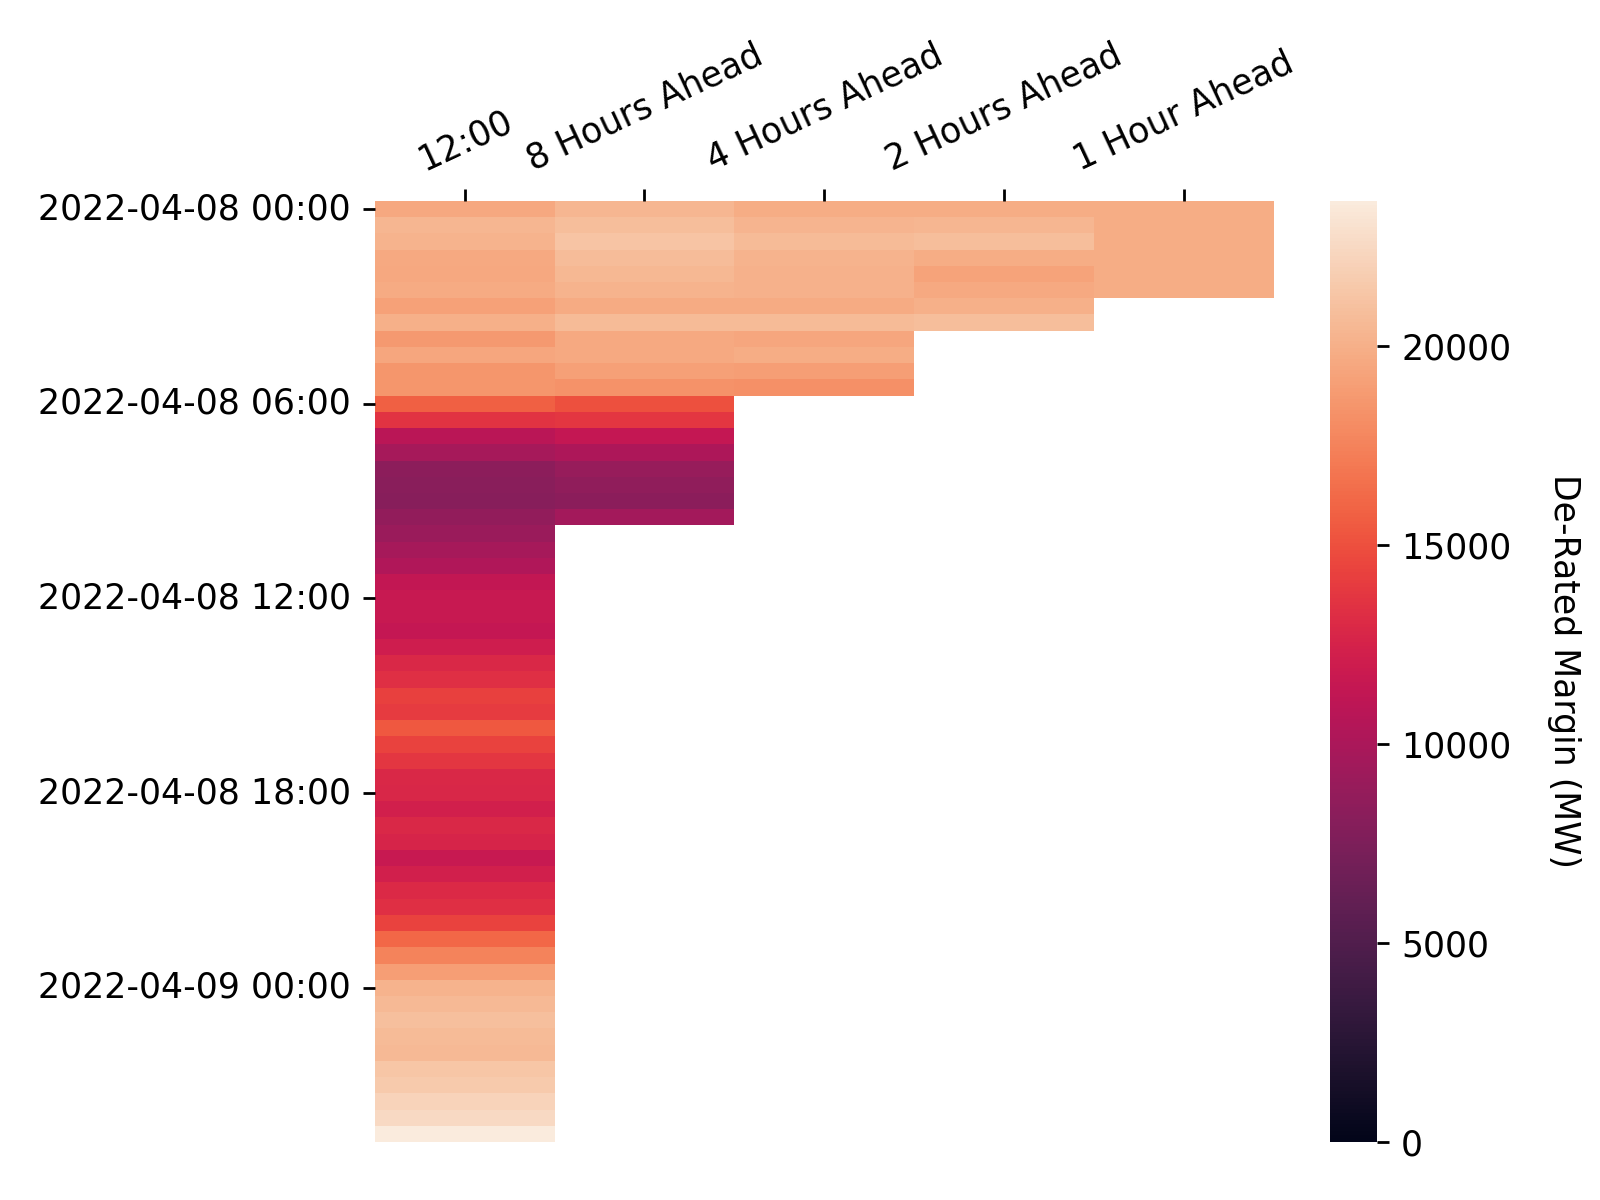 12:00
8 Hours Ahead
4 Hours Ahead
2 Hours Ahead
1 Hour Ahead
2022-04-08 00:00
2022-04-08 06:00
2022-04-08 12:00
2022-04-08 18:00
2022-04-09 00:00
20000
15000
10000
5000
0
De-Rated Margin (MW)